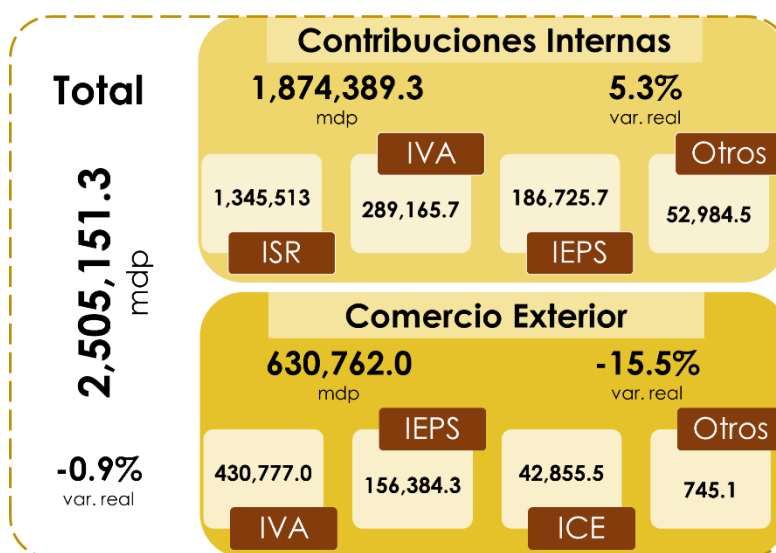 Total
2,505,151.3
mdp
-0.9%
var. real
Contribuciones Internas
1,874,389.3
mdp
5.3%
var. real
1,345,513
ISR
IVA
289,165.7
186,725.7
IEPS
Otros
52,984.5
Comercio Exterior
630,762.0
mdp
-15.5%
var. real
430,777.0
IVA
IEPS
156,384.3
42,855.5
ICE
Otros
745.1